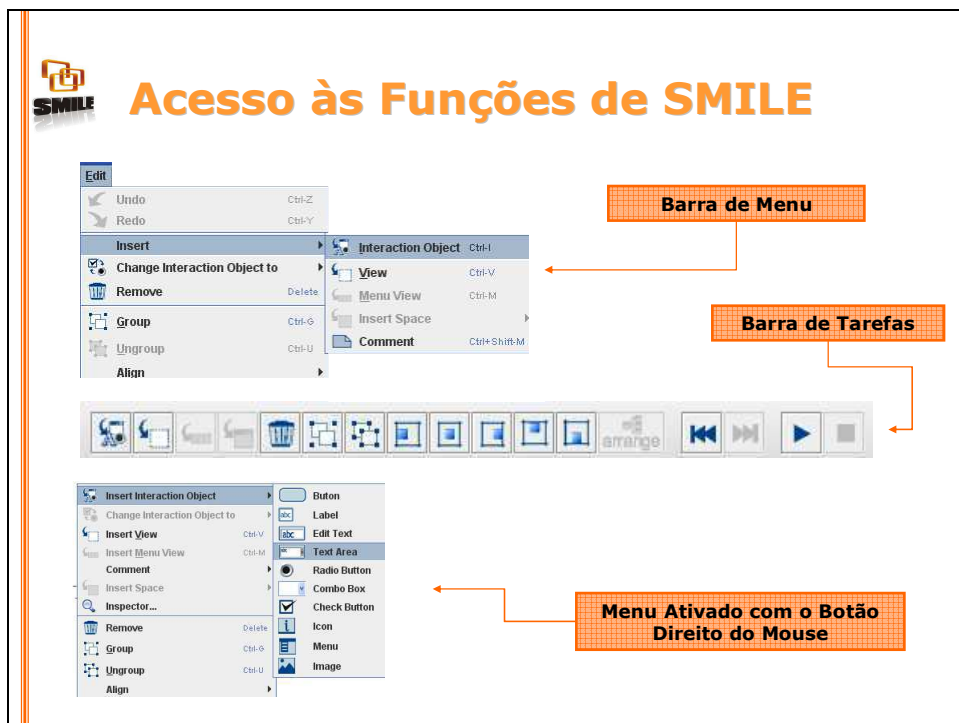 SMILE
Acesso às Funções de SMILE
Edit
Undo Ctrl-Z
Redo Ctrl-Y
Insert
Change Interaction Object to
Remove Delete
Group Ctrl-G
Ungroup Ctrl-U
Align
Interaction Object Ctrl-I
View Ctrl-V
Menu View Ctrl-M
Insert Space
Comment Ctrl+Shift-M
Barra de Menu
Barra de Tarefas
arrange
Insert Interaction Object
Change Interaction Object to
Insert View Ctrl-V
Insert Menu View Ctrl-M
Comment
Insert Space
Inspector...
Remove Delete
Group Ctrl-G
Ungroup Ctrl-U
Align
Buton
abc Label
abc Edit Text
Text Area
Radio Button
Combo Box
Check Button
i Icon
Menu
Image
Menu Ativado com o Botão
Direito do Mouse